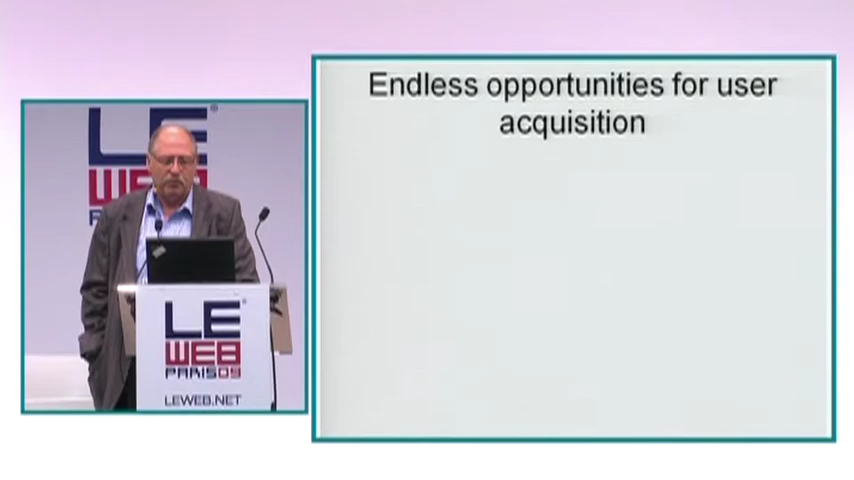 LE
WEB
P
LE
WEB
PARIS09
LEWEB.NET
Endless opportunities for user
acquisition